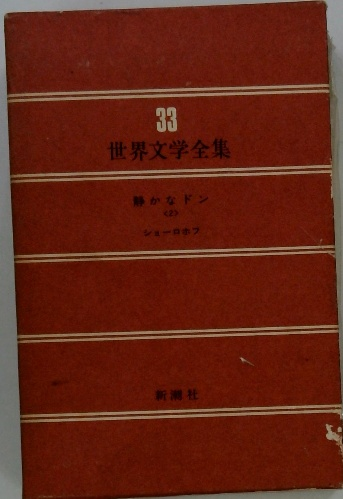 33
世界文学全集
静かなドン
<2>
ショーロホフ
新潮社